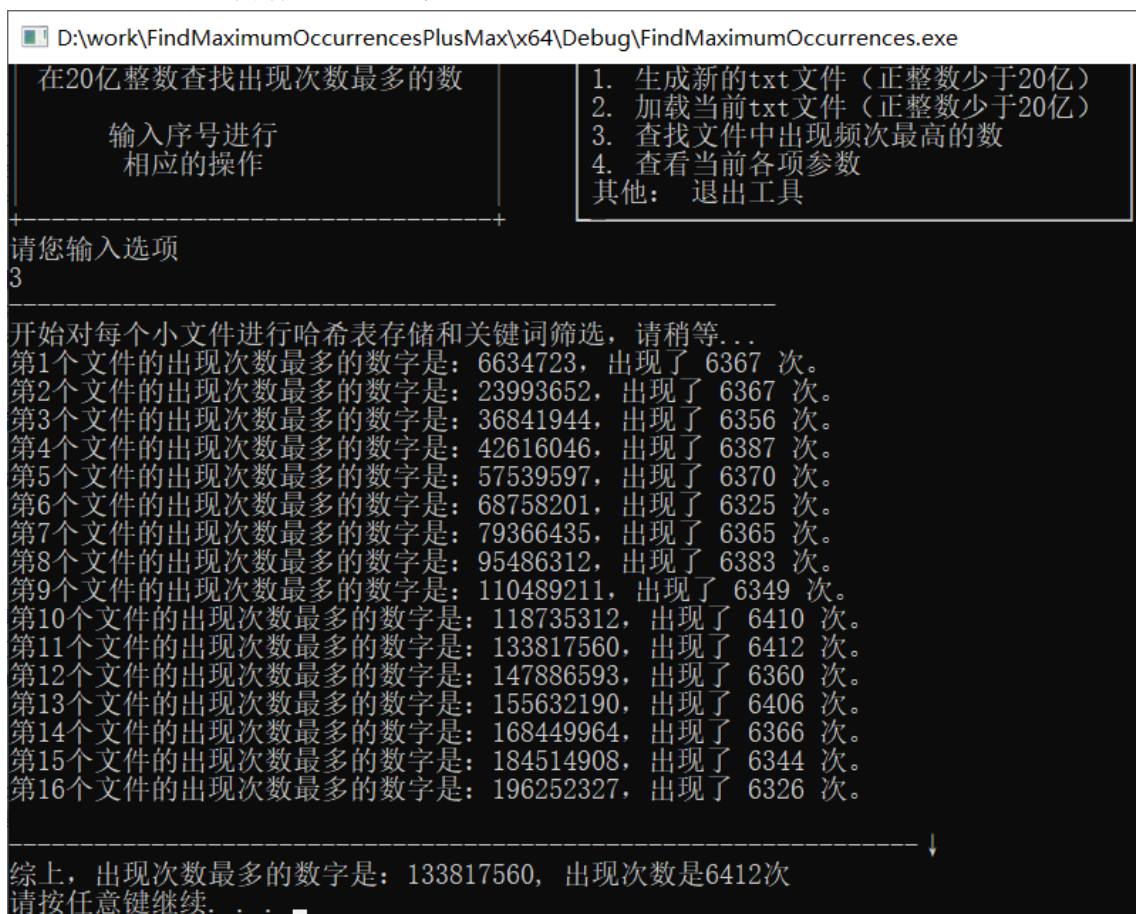 D:\work\FindMaximumOccurrencesPlusMax\x64\Debug\FindMaximumOccurrences.exe
在20亿整数查找出现次数最多的数
输入序号进行
相应的操作
1. 生成新的txt文件（正整数少于20亿）
2. 加载当前txt文件（正整数少于20亿）
3. 查找文件中出现频次最高的数
4. 查看当前各项参数
其他： 退出工具
请您输入选项
3
开始对每个小文件进行哈希表存储和关键词筛选，请稍等...
第1个文件的出现次数最多的数字是：6634723，出现了 6367 次。
第2个文件的出现次数最多的数字是：23993652，出现了 6367 次。
第3个文件的出现次数最多的数字是：36841944，出现了 6356 次。
第4个文件的出现次数最多的数字是：42616046，出现了 6387 次。
第5个文件的出现次数最多的数字是：57539597，出现了 6370 次。
第6个文件的出现次数最多的数字是：68758201，出现了 6325 次。
第7个文件的出现次数最多的数字是：79366435，出现了 6365 次。
第8个文件的出现次数最多的数字是：95486312，出现了 6383 次。
第9个文件的出现次数最多的数字是：110489211，出现了 6349 次。
第10个文件的出现次数最多的数字是：118735312，出现了 6410 次。
第11个文件的出现次数最多的数字是：133817560，出现了 6412 次。
第12个文件的出现次数最多的数字是：147886593，出现了 6360 次。
第13个文件的出现次数最多的数字是：155632190，出现了 6406 次。
第14个文件的出现次数最多的数字是：168449964，出现了 6366 次。
第15个文件的出现次数最多的数字是：184514908，出现了 6344 次。
第16个文件的出现次数最多的数字是：196252327，出现了 6326 次。
综上，出现次数最多的数字是：133817560, 出现次数是6412次
请按任意键继续. . .